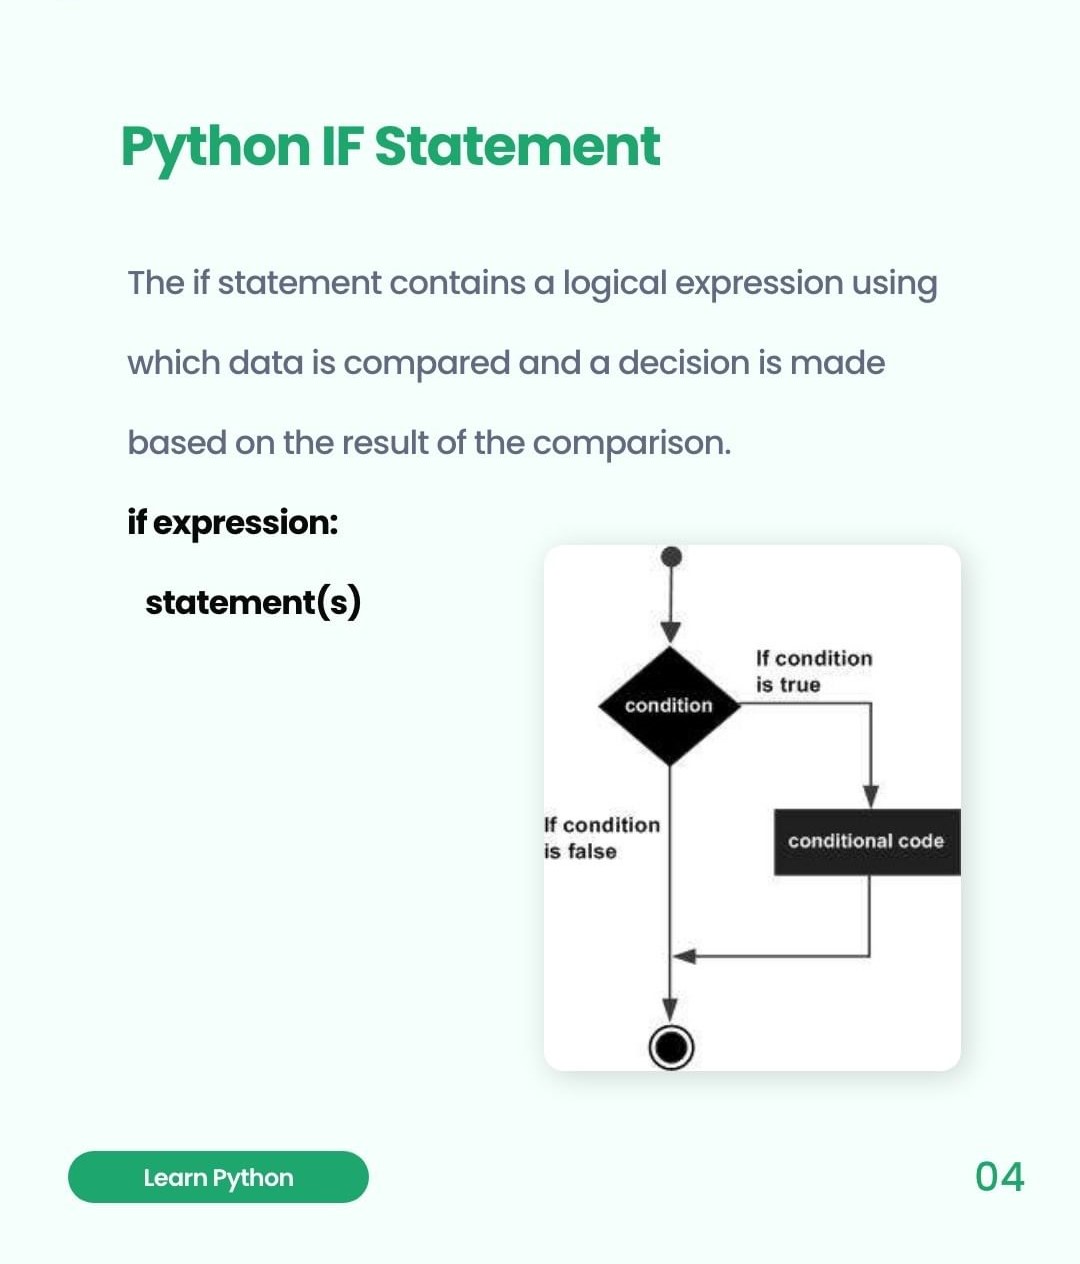 Python IF Statement
The if statement contains a logical expression using
which data is compared and a decision is made
based on the result of the comparison.
if expression:
statement(s)
If condition
is true
condition
If condition
is false
conditional code
Learn Python
04